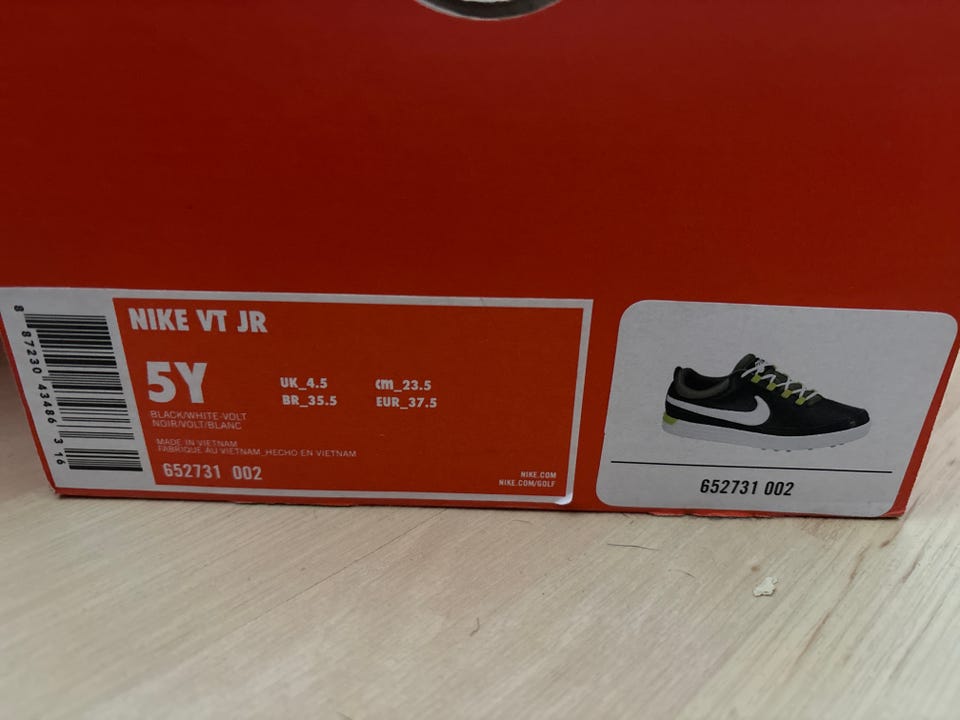 NIKE VT JR
5Y
UK_4.5 cm_23.5
BR_35.5 EUR_37.5
BLACK/WHITE-VOLT
NOIR/VOLT/BLANC
MADE IN VIETNAM
FABRIQUE AU VIETNAM_HECHO EN VIETNAM
652731 002
NIKE.COM
NIKE.COM/GOLF
8 87230 43486 3 16
652731 002